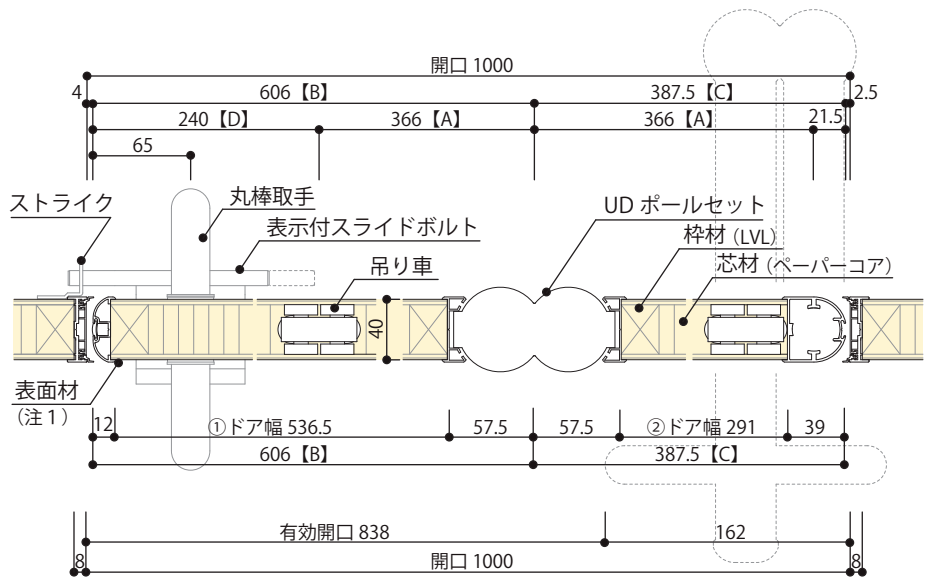 開口 1000
4
606【B】
387.5【C】
2.5
240【D】
366【A】
366【A】
21.5
65
ストライク
丸棒取手
表示付スライドボルト
吊り車
UD ポールセット
枠材 (LVL)
芯材 (ペーパーコア)
40
表面材
(注1)
12
①ドア幅 536.5
57.5
57.5
②ドア幅 291
39
606【B】
387.5【C】
有効開口 838
162
8
開口 1000
8